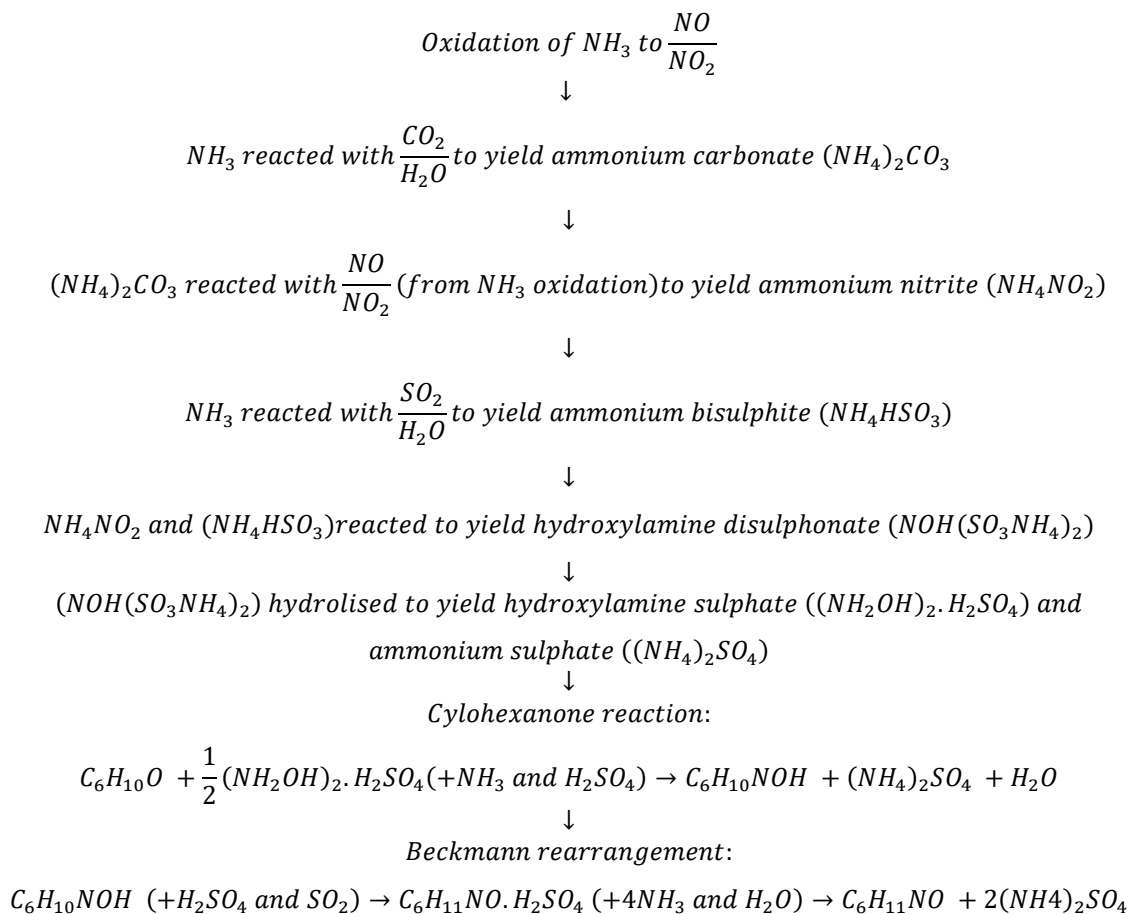 Oxidation of NH₃ to NO/NO₂
↓
NH₃ reacted with CO₂/H₂O to yield ammonium carbonate (NH₄)₂CO₃
↓
(NH₄)₂CO₃ reacted with NO/NO₂ (from NH₃ oxidation)to yield ammonium nitrite (NH₄NO₂)
↓
NH₃ reacted with SO₂/H₂O to yield ammonium bisulphite (NH₄HSO₃)
↓
NH₄NO₂ and (NH₄HSO₃)reacted to yield hydroxylamine disulphonate (NOH(SO₃NH₄)₂)
↓
(NOH(SO₃NH₄)₂) hydrolised to yield hydroxylamine sulphate ((NH₂OH)₂.H₂SO₄) and
ammonium sulphate ((NH₄)₂SO₄)
↓
Cylohexanone reaction:
C₆H₁₀O + 1/2 (NH₂OH)₂.H₂SO₄(+NH₃ and H₂SO₄) → C₆H₁₀NOH + (NH₄)₂SO₄ + H₂O
↓
Beckmann rearrangement:
C₆H₁₀NOH (+H₂SO₄ and SO₂) → C₆H₁₁NO.H₂SO₄ (+4NH₃ and H₂O) → C₆H₁₁NO + 2(NH4)₂SO₄